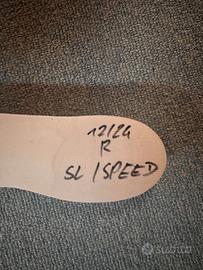 12/24
R
SL / SPEED
subito